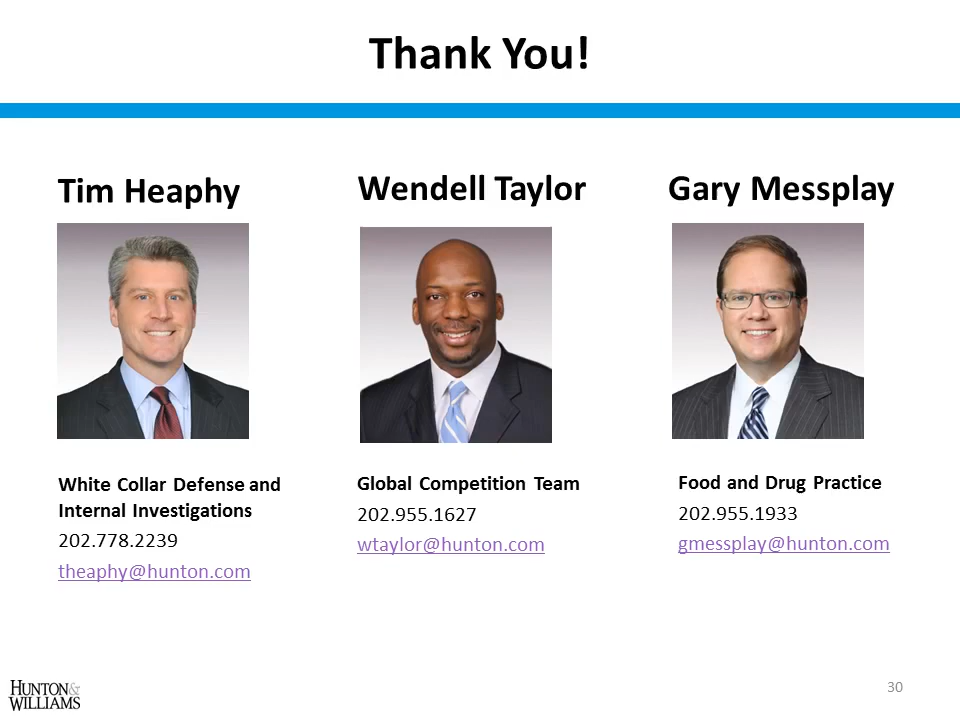 Thank You!
Tim Heaphy
White Collar Defense and
Internal Investigations
202.778.2239
theaphy@hunton.com
Wendell Taylor
Global Competition Team
202.955.1627
wtaylor@hunton.com
Gary Messplay
Food and Drug Practice
202.955.1933
gmessplay@hunton.com
HUNTON&
WILLIAMS
30